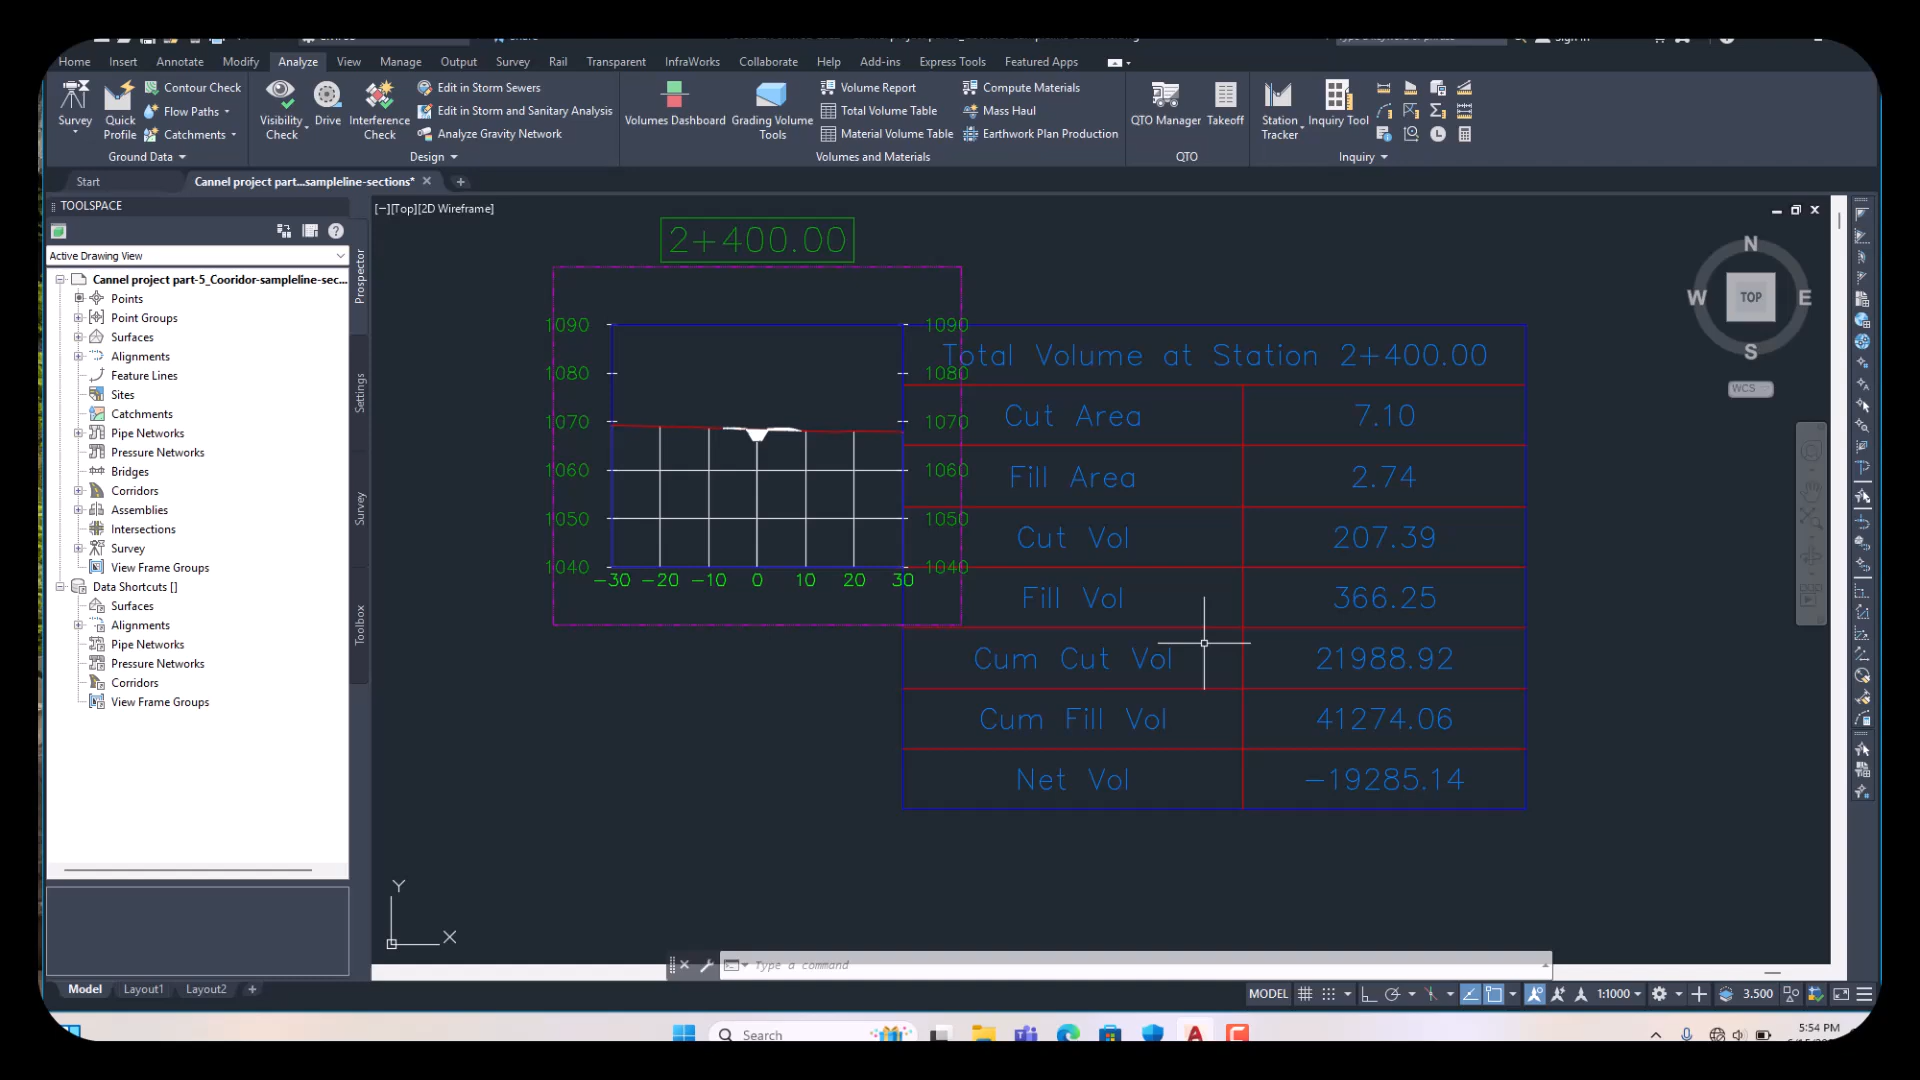 Home Insert Annotate Modify Analyze View Manage Output Survey Rail Transparent InfraWorks Collaborate Help Add-ins Express Tools Featured Apps
Survey
Quick Profile
Contour Check
Flow Paths
Catchments
Ground Data
Visibility Check
Drive
Interference Check
Edit in Storm Sewers
Edit in Storm and Sanitary Analysis
Analyze Gravity Network
Design
Volumes Dashboard
Grading Volume Tools
Volume Report
Total Volume Table
Material Volume Table
Compute Materials
Mass Haul
Earthwork Plan Production
Volumes and Materials
QTO Manager
Takeoff
QTO
Station Tracker
Inquiry Tool
Inquiry
Start
Cannel project part...sampleline-sections*
TOOLSPACE
Active Drawing View
Cannel project part-5_Cooridor-sampleline-sec...
Points
Point Groups
Surfaces
Alignments
Feature Lines
Sites
Catchments
Pipe Networks
Pressure Networks
Bridges
Corridors
Assemblies
Intersections
Survey
View Frame Groups
Data Shortcuts []
Surfaces
Alignments
Pipe Networks
Pressure Networks
Corridors
View Frame Groups
Prospector
Settings
Survey
Toolbox
[−][Top][2D Wireframe]
2+400.00
1090 1090
1080 1080
1070 1070
1060 1060
1050 1050
1040 1040
−30 −20 −10 0 10 20 30
Total Volume at Station 2+400.00
Cut Area 7.10
Fill Area 2.74
Cut Vol 207.39
Fill Vol 366.25
Cum Cut Vol 21988.92
Cum Fill Vol 41274.06
Net Vol −19285.14
N
W TOP E
S
WCS
Y
X
Type a command
Model Layout1 Layout2
MODEL 1:1000 3.500
Search
5:54 PM